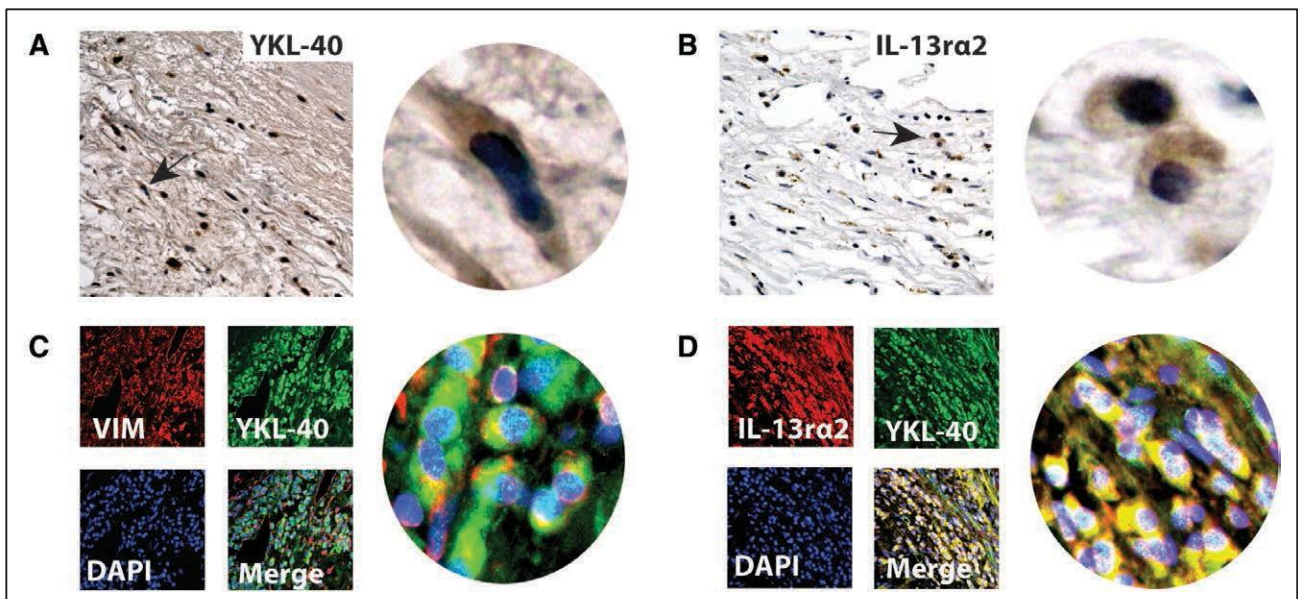 A
YKL-40
B
IL-13rα2
C
VIM
YKL-40
DAPI
Merge
D
IL-13rα2
YKL-40
DAPI
Merge